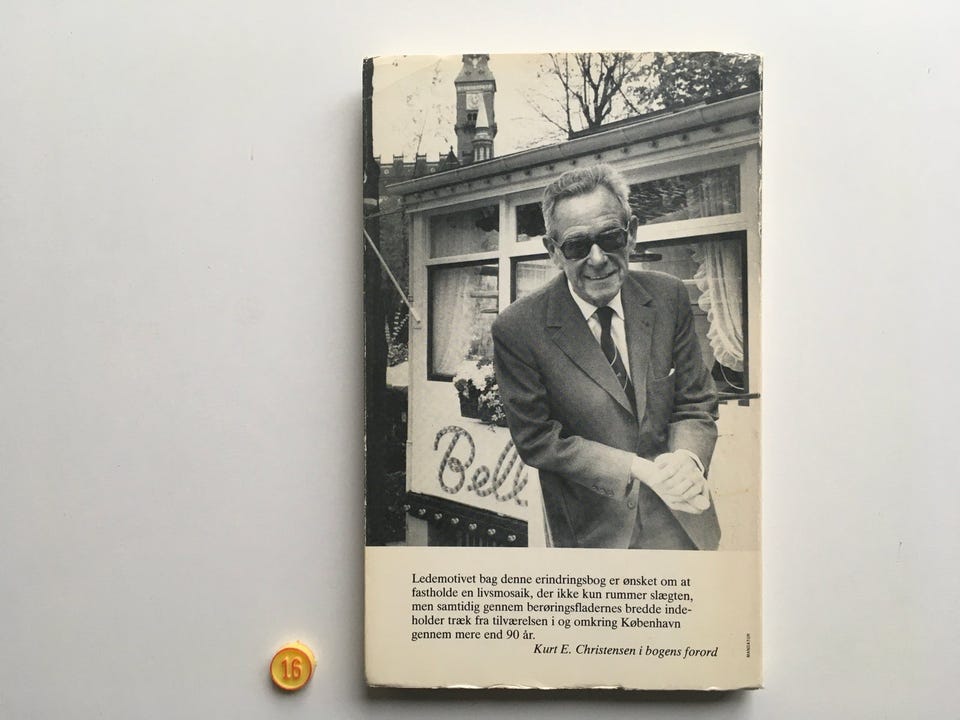 Bell
Ledemotivet bag denne erindringsbog er ønsket om at
fastholde en livsmosaik, der ikke kun rummer slægten,
men samtidig gennem berøringsfladernes bredde inde-
holder træk fra tilværelsen i og omkring København
gennem mere end 90 år.
Kurt E. Christensen i bogens forord
MANDATUR
16